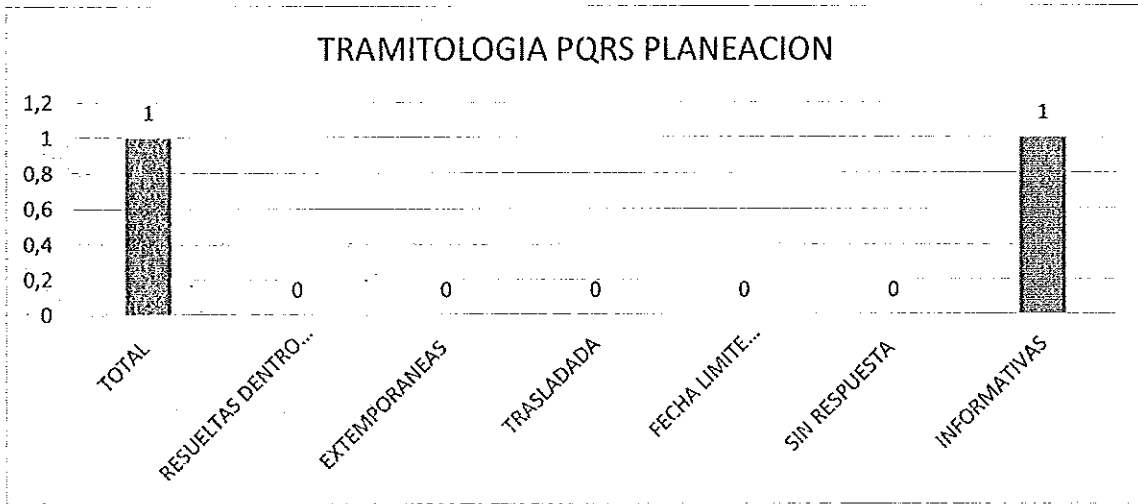 TRAMITOLOGIA PQRS PLANEACION
1,2
1
0,8
0,6
0,4
0,2
0
1
0
0
0
0
0
1
TOTAL
RESUELTAS DENTRO...
EXTEMPORANEAS
TRASLADADA
FECHA LIMITE...
SIN RESPUESTA
INFORMATIVAS